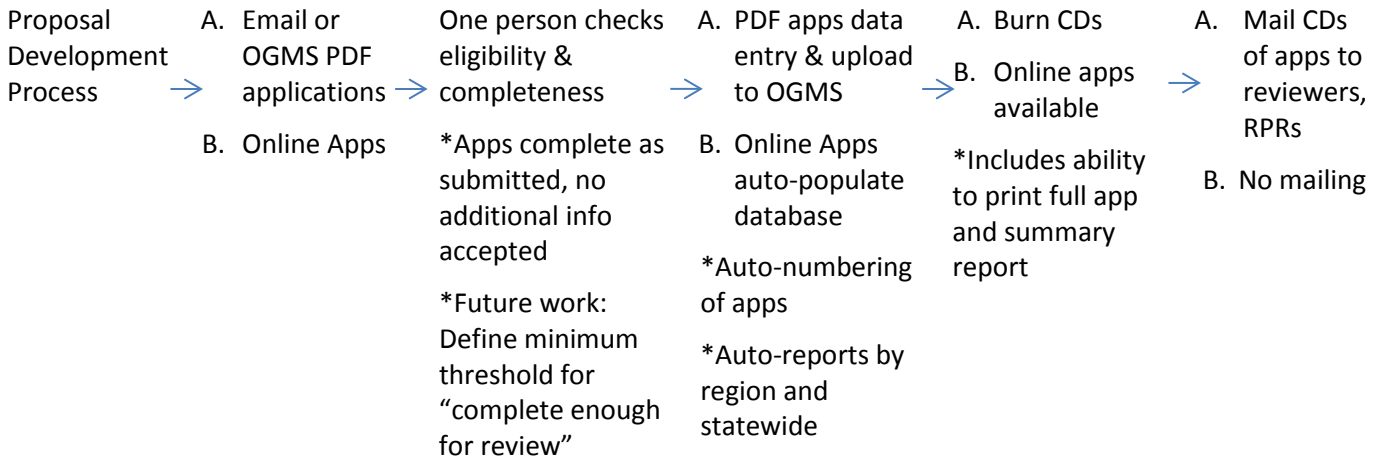 Proposal
Development
Process
A. Email or
OGMS PDF
applications
B. Online Apps
One person checks
eligibility &
completeness
*Apps complete as
submitted, no
additional info
accepted
*Future work:
Define minimum
threshold for
“complete enough
for review”
A. PDF apps data
entry & upload
to OGMS
B. Online Apps
auto-populate
database
*Auto-numbering
of apps
*Auto-reports by
region and
statewide
A. Burn CDs
B. Online apps
available
*Includes ability
to print full app
and summary
report
A. Mail CDs
of apps to
reviewers,
RPRs
B. No mailing